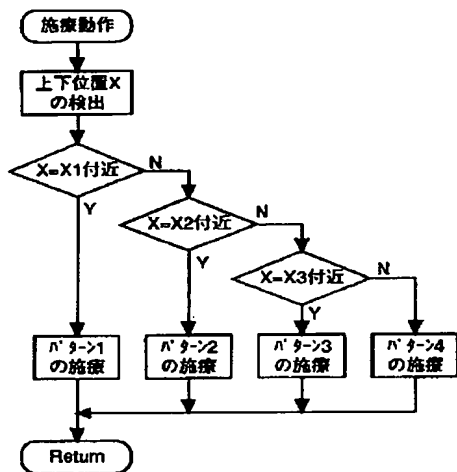 施療動作
上下位置X
の検出
X=X1付近
N
Y
X=X2付近
N
Y
X=X3付近
N
Y
パターン1
の施療
パターン2
の施療
パターン3
の施療
パターン4
の施療
Return